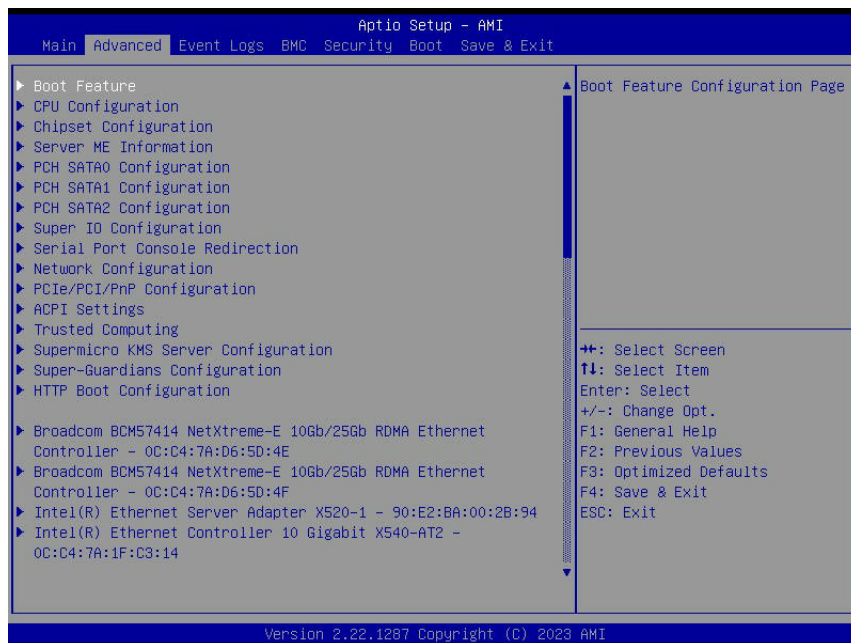 Aptio Setup – AMI
Main Advanced Event Logs BMC Security Boot Save & Exit
Boot Feature
CPU Configuration
Chipset Configuration
Server ME Information
PCH SATA0 Configuration
PCH SATA1 Configuration
PCH SATA2 Configuration
Super IO Configuration
Serial Port Console Redirection
Network Configuration
PCIe/PCI/PnP Configuration
ACPI Settings
Trusted Computing
Supermicro KMS Server Configuration
Super-Guardians Configuration
HTTP Boot Configuration
Broadcom BCM57414 NetXtreme-E 10Gb/25Gb RDMA Ethernet
Controller – 0C:C4:7A:D6:5D:4E
Broadcom BCM57414 NetXtreme-E 10Gb/25Gb RDMA Ethernet
Controller – 0C:C4:7A:D6:5D:4F
Intel(R) Ethernet Server Adapter X520-1 – 90:E2:BA:00:2B:94
Intel(R) Ethernet Controller 10 Gigabit X540-AT2 –
0C:C4:7A:1F:C3:14
Boot Feature Configuration Page
→←: Select Screen
↑↓: Select Item
Enter: Select
+/-: Change Opt.
F1: General Help
F2: Previous Values
F3: Optimized Defaults
F4: Save & Exit
ESC: Exit
Version 2.22.1287 Copyright (C) 2023 AMI